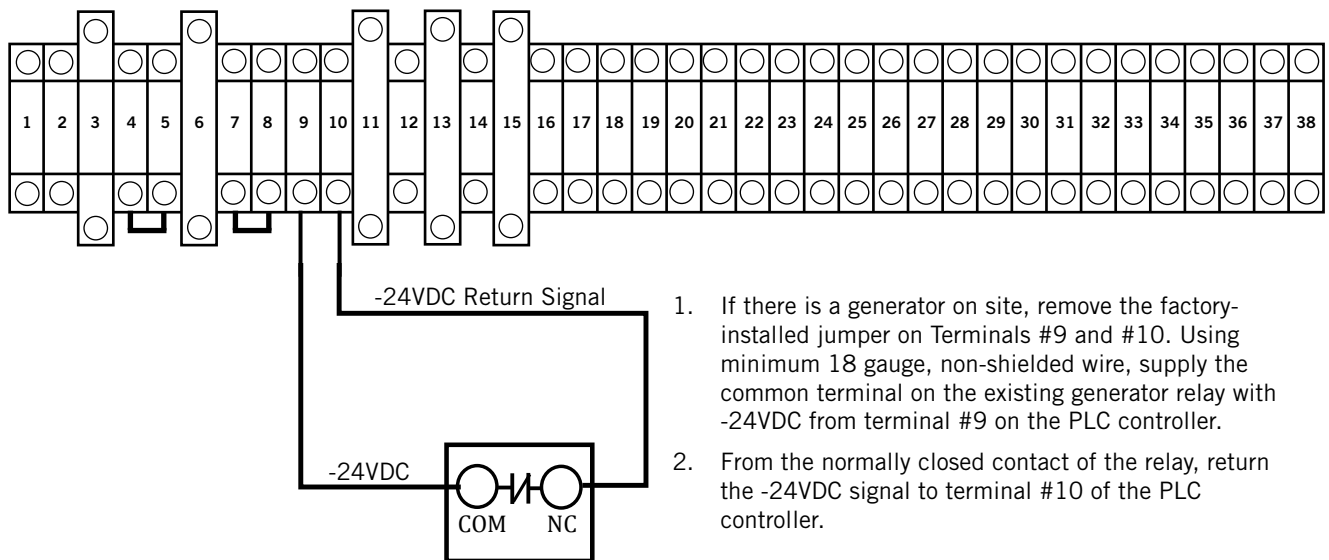 1 2 3 4 5 6 7 8 9 10 11 12 13 14 15 16 17 18 19 20 21 22 23 24 25 26 27 28 29 30 31 32 33 34 35 36 37 38
-24VDC Return Signal
-24VDC
COM NC
1. If there is a generator on site, remove the factory-
installed jumper on Terminals #9 and #10. Using
minimum 18 gauge, non-shielded wire, supply the
common terminal on the existing generator relay with
-24VDC from terminal #9 on the PLC controller.
2. From the normally closed contact of the relay, return
the -24VDC signal to terminal #10 of the PLC
controller.